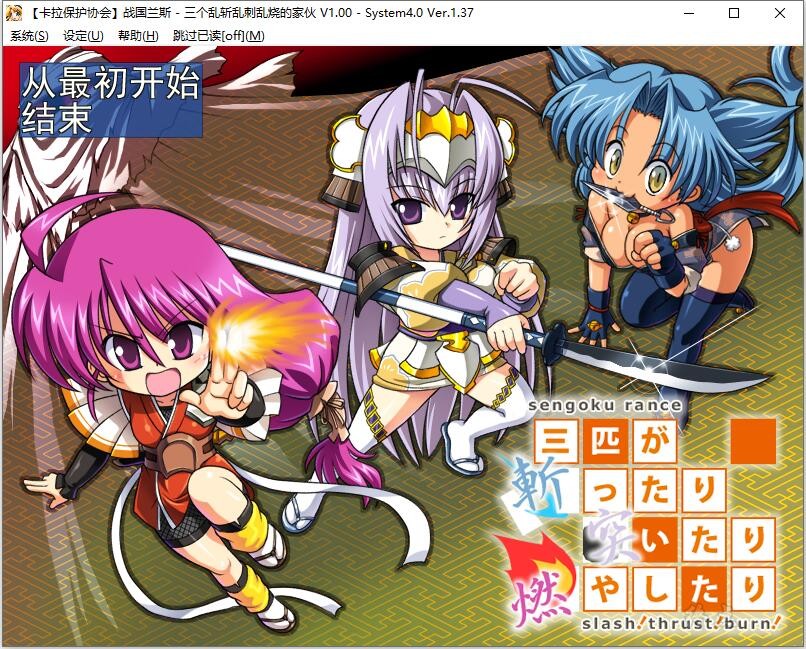 【卡拉保护协会】战国兰斯 - 三个乱斩乱刺乱烧的家伙 V1.00 - System4.0 Ver.1.37
系统(S) 设定(U) 帮助(H) 跳过已读[off](M)
从最初开始
结束
sengoku rance
三匹が
斬ったり
突いたり
燃やしたり
slash!thrust!burn!